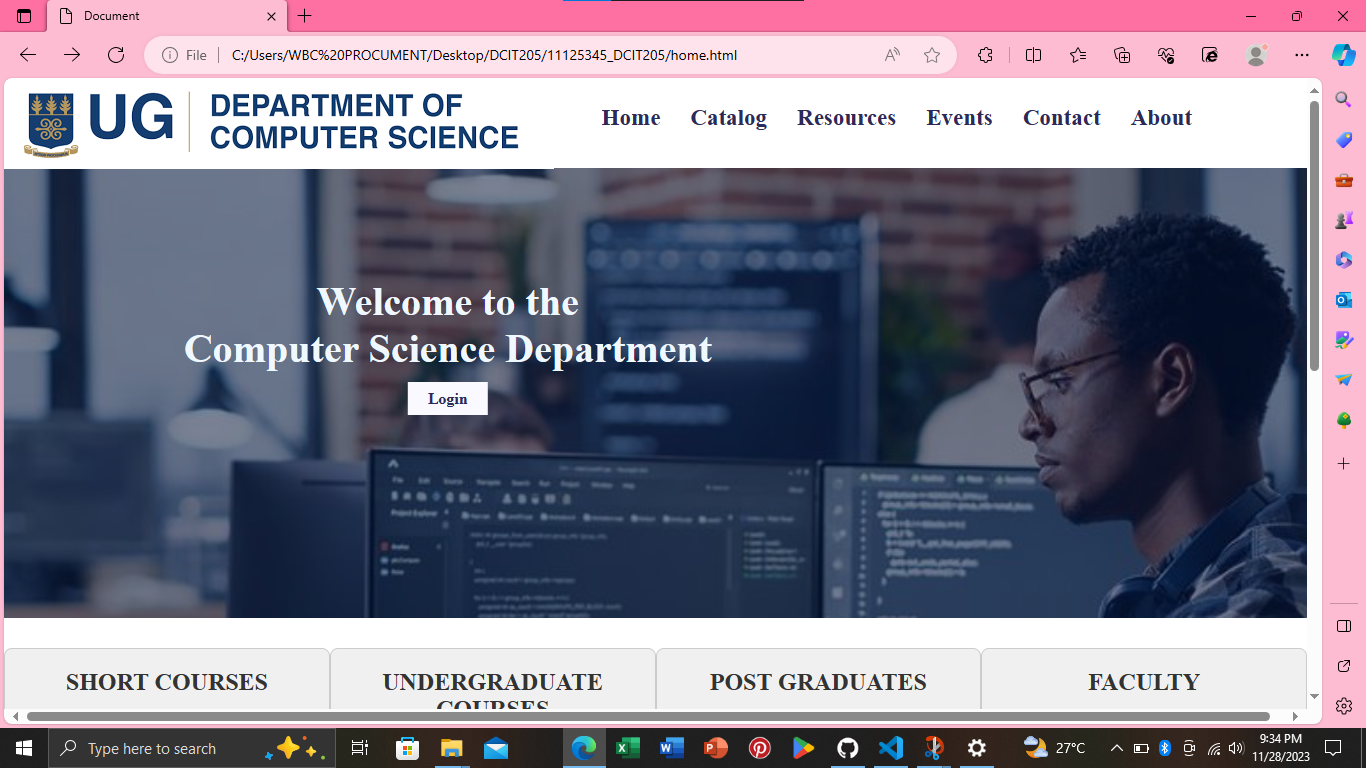 Document
File
C:/Users/WBC%20PROCUMENT/Desktop/DCIT205/11125345_DCIT205/home.html
UG
DEPARTMENT OF
COMPUTER SCIENCE
Home Catalog Resources Events Contact About
Welcome to the
Computer Science Department
Login
SHORT COURSES
UNDERGRADUATE
COURSES
POST GRADUATES
FACULTY
Type here to search
27°C
9:34 PM
11/28/2023